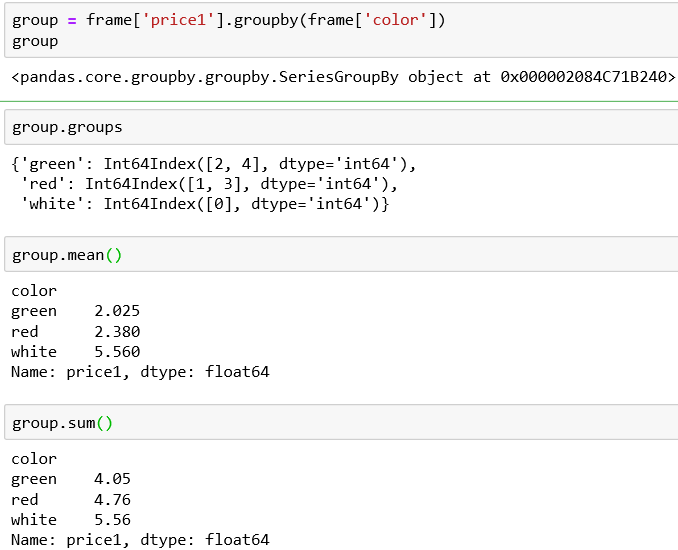 group = frame['price1'].groupby(frame['color'])
group
<pandas.core.groupby.groupby.SeriesGroupBy object at 0x000002084C71B240>
group.groups
{'green': Int64Index([2, 4], dtype='int64'),
 'red': Int64Index([1, 3], dtype='int64'),
 'white': Int64Index([0], dtype='int64')}
group.mean()
color
green    2.025
red      2.380
white    5.560
Name: price1, dtype: float64
group.sum()
color
green    4.05
red      4.76
white    5.56
Name: price1, dtype: float64